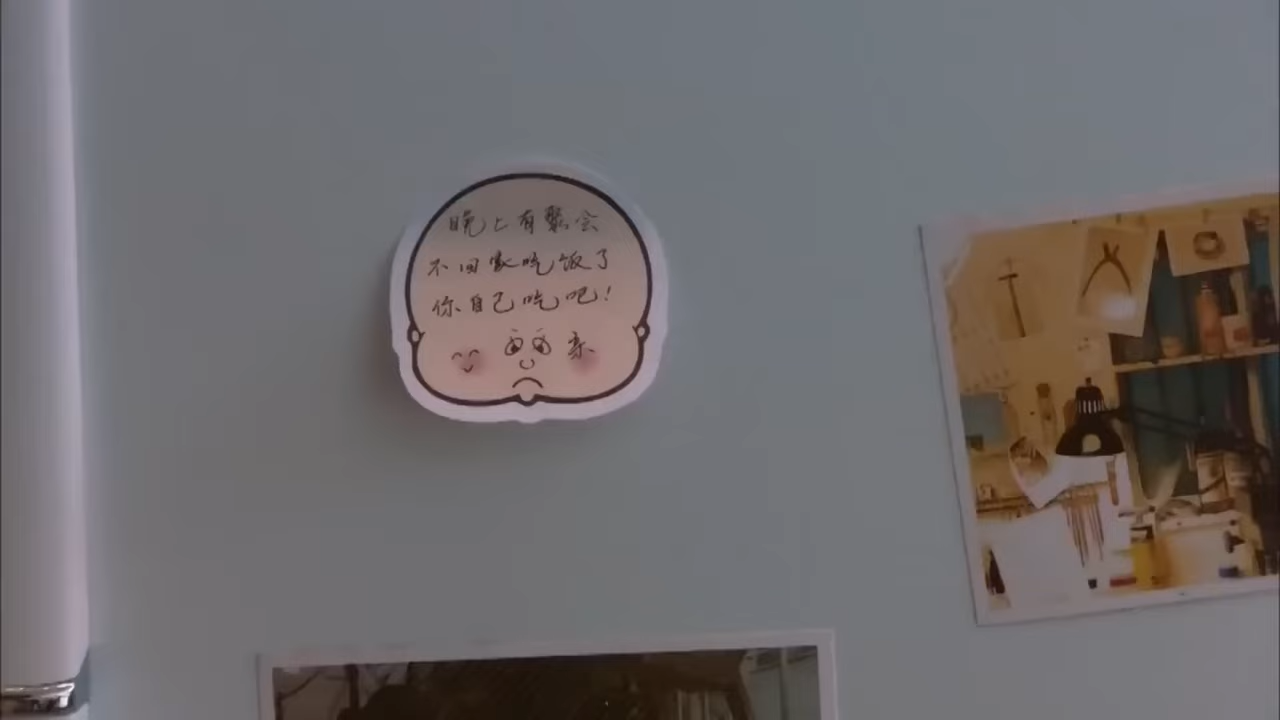 晚上有聚会
不回家吃饭了
你自己吃吧！
亲